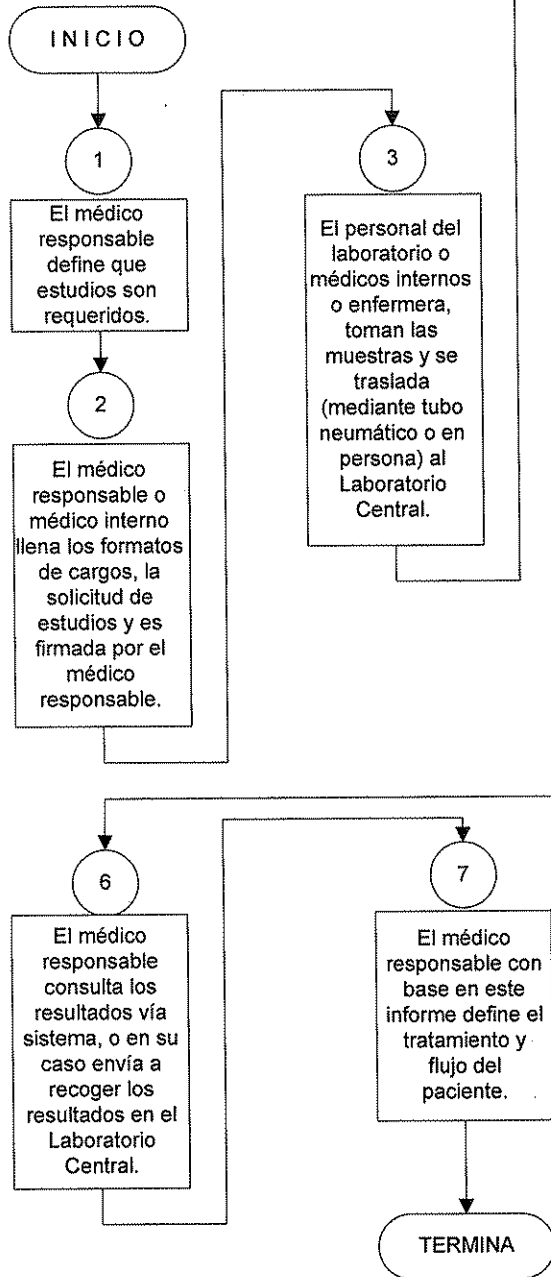 INICIO
1
El médico
responsable
define que
estudios son
requeridos.
2
El médico
responsable o
médico interno
llena los formatos
de cargos, la
solicitud de
estudios y es
firmada por el
médico
responsable.
3
El personal del
laboratorio o
médicos internos
o enfermera,
toman las
muestras y se
traslada
(mediante tubo
neumático o en
persona) al
Laboratorio
Central.
6
El médico
responsable
consulta los
resultados vía
sistema, o en su
caso envía a
recoger los
resultados en el
Laboratorio
Central.
7
El médico
responsable con
base en este
informe define el
tratamiento y
flujo del
paciente.
TERMINA